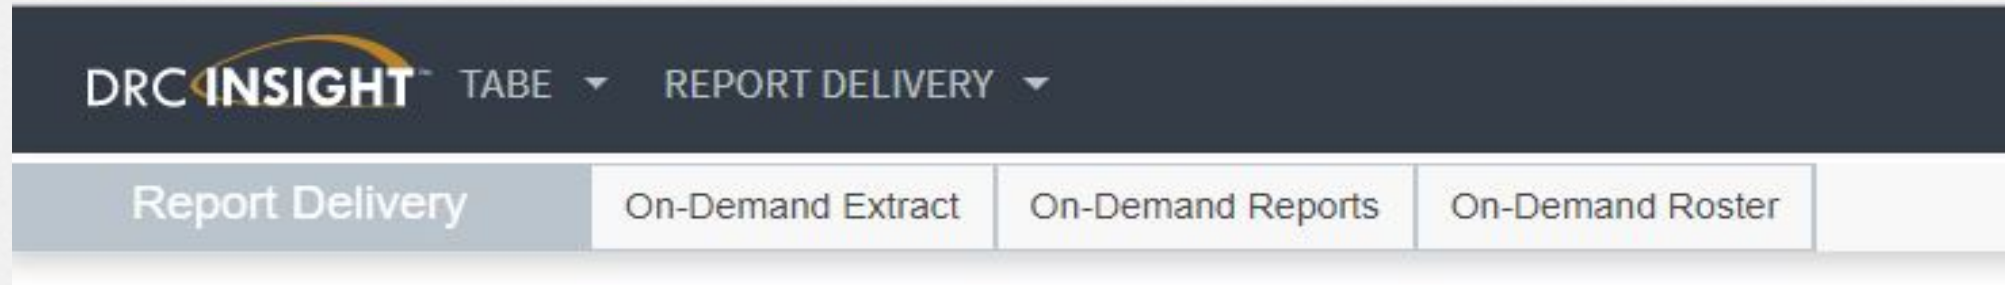 DRC INSIGHT™ TABE REPORT DELIVERY
Report Delivery On-Demand Extract On-Demand Reports On-Demand Roster